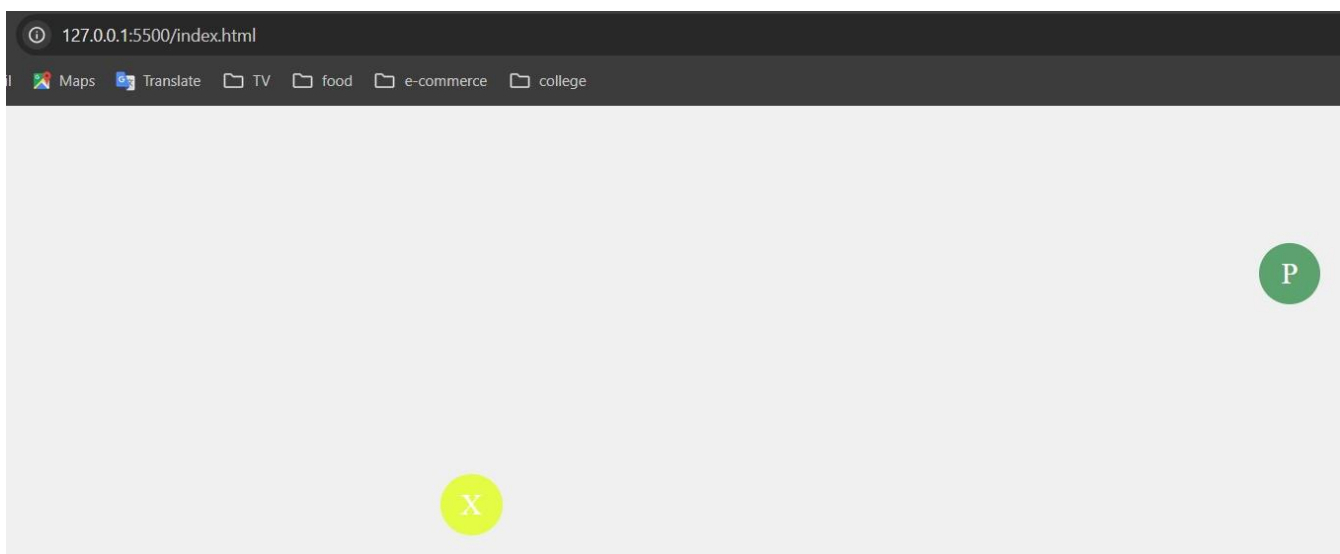 127.0.0.1:5500/index.html
Maps Translate TV food e-commerce college
P
X